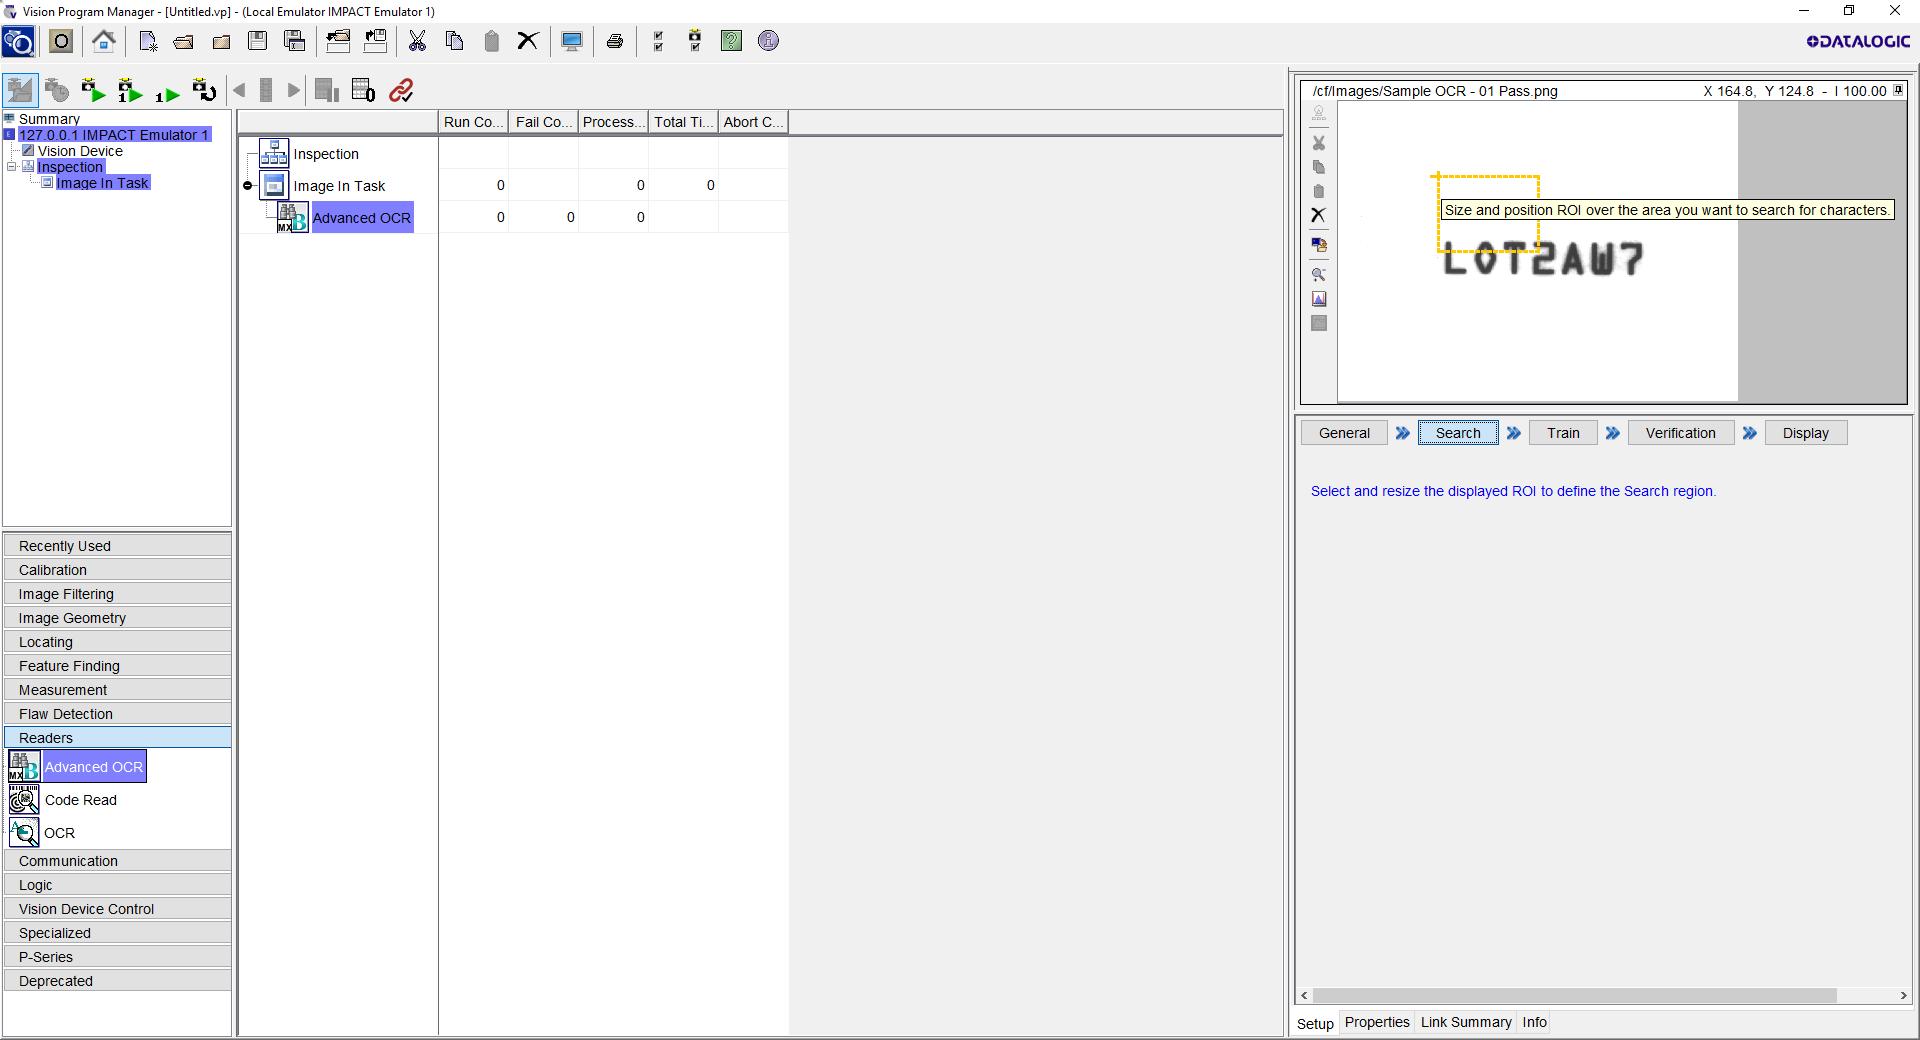 Vision Program Manager - [Untitled.vp] - (Local Emulator IMPACT Emulator 1)
DATALOGIC
Summary
127.0.0.1 IMPACT Emulator 1
Vision Device
Inspection
Image In Task
Run Co... Fail Co... Process... Total Ti... Abort C...
Inspection
Image In Task 0 0 0
Advanced OCR 0 0 0
Recently Used
Calibration
Image Filtering
Image Geometry
Locating
Feature Finding
Measurement
Flaw Detection
Readers
Advanced OCR
Code Read
OCR
Communication
Logic
Vision Device Control
Specialized
P-Series
Deprecated
/cf/Images/Sample OCR - 01 Pass.png X 164.8, Y 124.8 - I 100.00
Size and position ROI over the area you want to search for characters.
LOT2AW7
General Search Train Verification Display
Select and resize the displayed ROI to define the Search region.
Setup Properties Link Summary Info